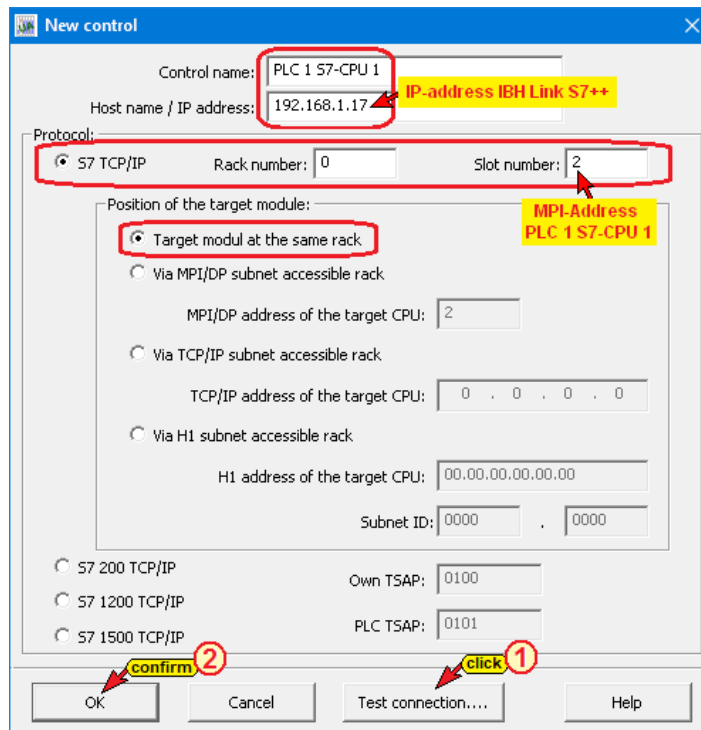 New control
Control name: PLC 1 S7-CPU 1
IP-address IBH Link S7++
Host name / IP address: 192.168.1.17
Protocol:
S7 TCP/IP Rack number: 0 Slot number: 2
MPI-Address
PLC 1 S7-CPU 1
Position of the target module:
Target modul at the same rack
Via MPI/DP subnet accessible rack
MPI/DP address of the target CPU: 2
Via TCP/IP subnet accessible rack
TCP/IP address of the target CPU: 0 . 0 . 0 . 0
Via H1 subnet accessible rack
H1 address of the target CPU: 00.00.00.00.00.00
Subnet ID: 0000 . 0000
S7 200 TCP/IP
Own TSAP: 0100
S7 1200 TCP/IP
PLC TSAP: 0101
S7 1500 TCP/IP
confirm 2 click 1
OK Cancel Test connection.... Help